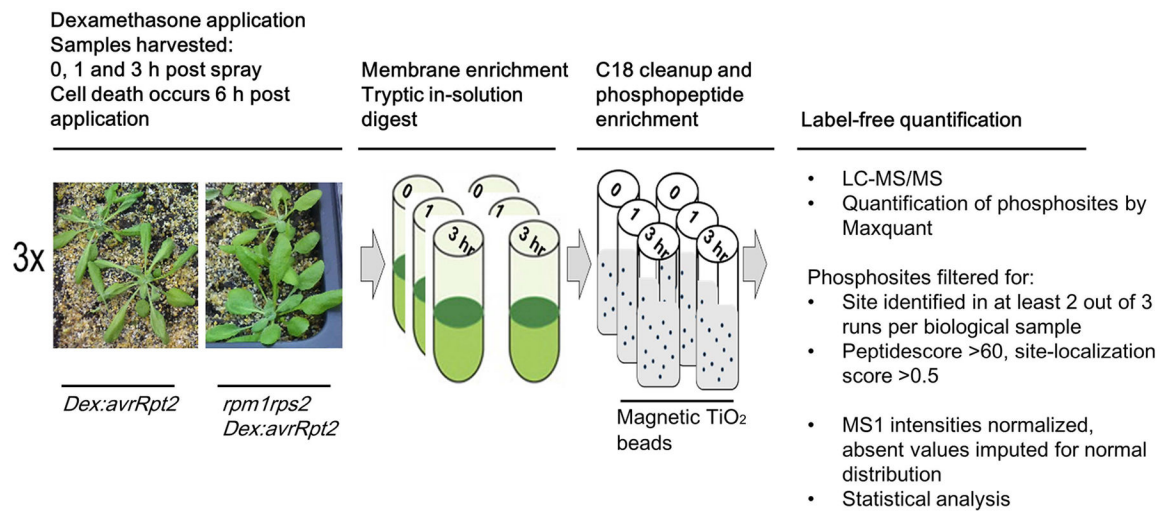 Dexamethasone application
Samples harvested:
0, 1 and 3 h post spray
Cell death occurs 6 h post
application
3x
Dex:avrRpt2
rpm1rps2
Dex:avrRpt2
Membrane enrichment
Tryptic in-solution
digest
0
0
1
3 hr
C18 cleanup and
phosphopeptide
enrichment
0
0
1
1
3 hr
3 hr
Magnetic TiO₂
beads
Label-free quantification
• LC-MS/MS
• Quantification of phosphosites by
Maxquant
Phosphosites filtered for:
• Site identified in at least 2 out of 3
runs per biological sample
• Peptidescore >60, site-localization
score >0.5
• MS1 intensities normalized,
absent values imputed for normal
distribution
• Statistical analysis